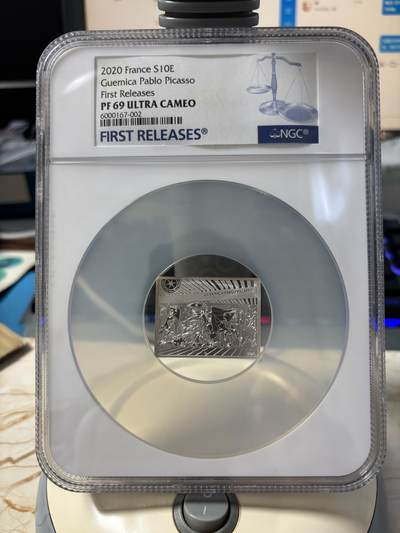 2020 France S10E
Guernica Pablo Picasso
First Releases
PF 69 ULTRA CAMEO
6000167-002
FIRST RELEASES®
NGC®